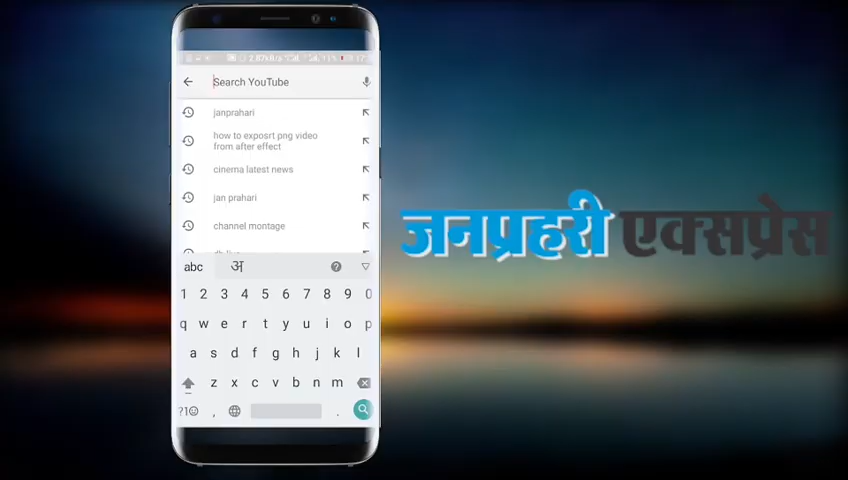 Search YouTube
janprahari
how to exposrt png video
from after effect
cinema latest news
jan prahari
channel montage
abc अ ?
1 2 3 4 5 6 7 8 9 0
q w e r t y u i o p
a s d f g h j k l
z x c v b n m
?1☺ , .
जनप्रहरी एक्सप्रेस